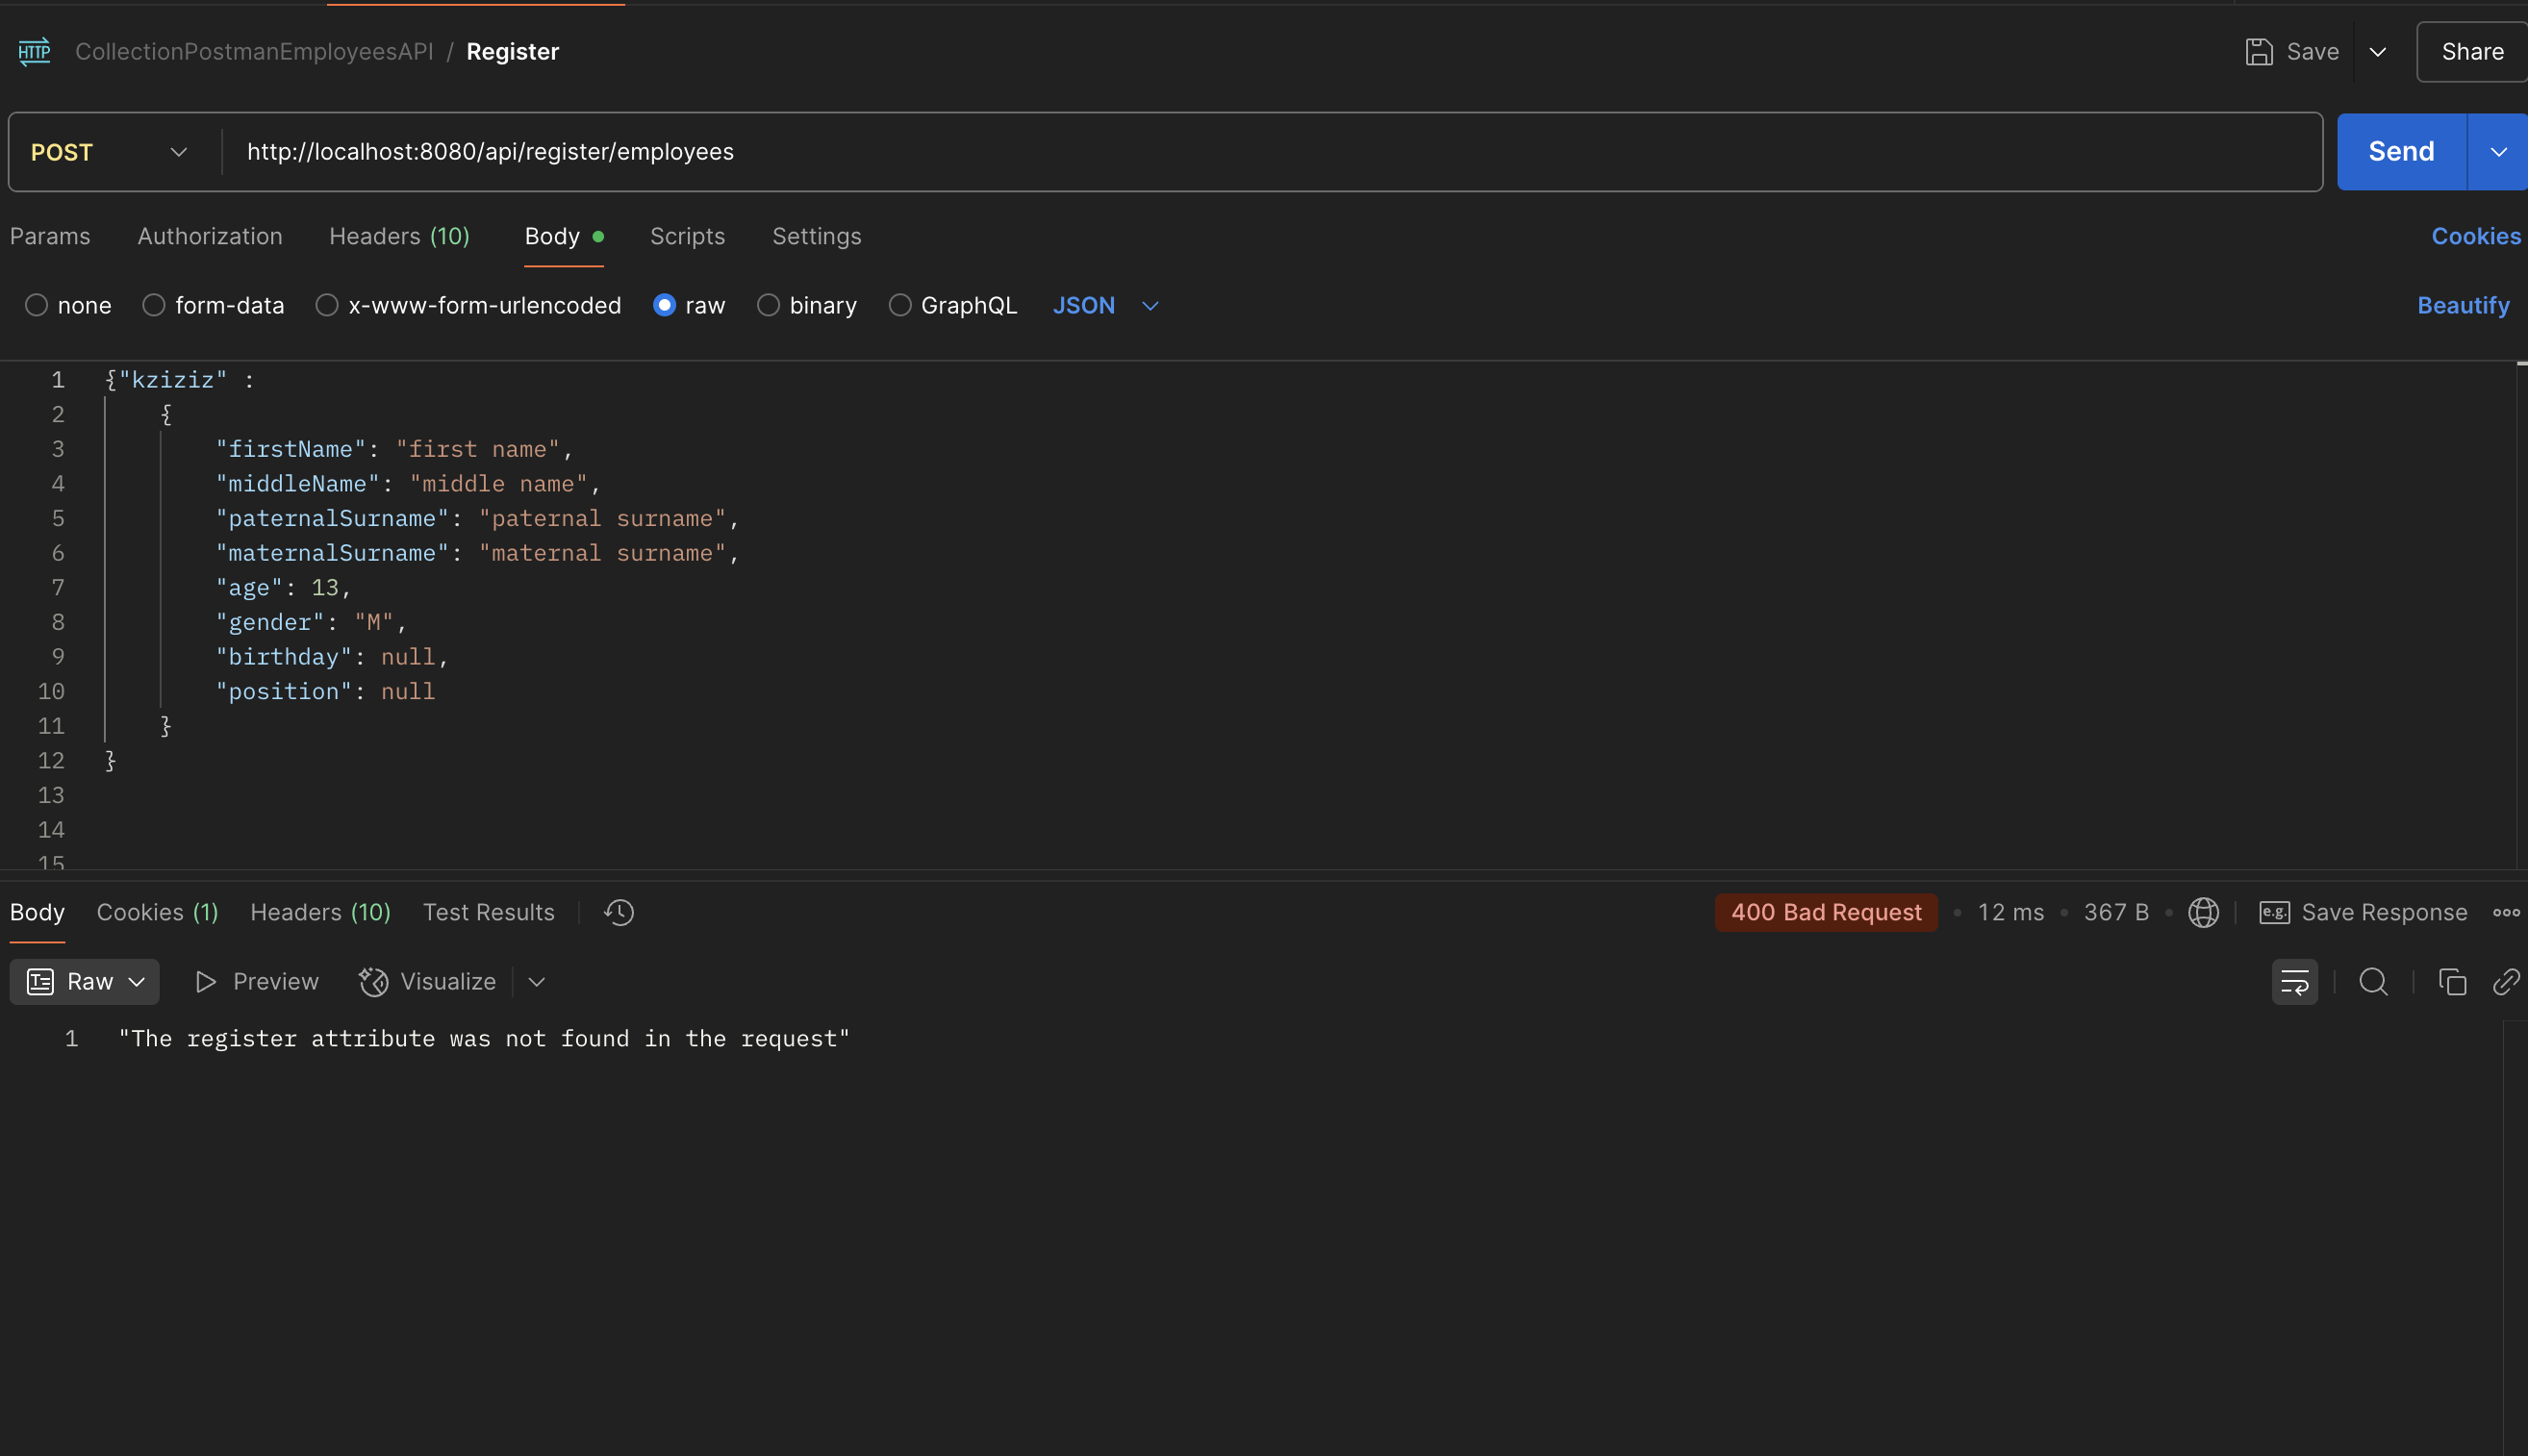 HTTP CollectionPostmanEmployeesAPI / Register Save Share
POST http://localhost:8080/api/register/employees Send
Params Authorization Headers (10) Body Scripts Settings Cookies
none form-data x-www-form-urlencoded raw binary GraphQL JSON Beautify
1 {"kziziz" :
2 {
3 "firstName": "first name",
4 "middleName": "middle name",
5 "paternalSurname": "paternal surname",
6 "maternalSurname": "maternal surname",
7 "age": 13,
8 "gender": "M",
9 "birthday": null,
10 "position": null
11 }
12 }
13
14
15
Body Cookies (1) Headers (10) Test Results 400 Bad Request • 12 ms • 367 B • e.g. Save Response
Raw Preview Visualize
1 "The register attribute was not found in the request"